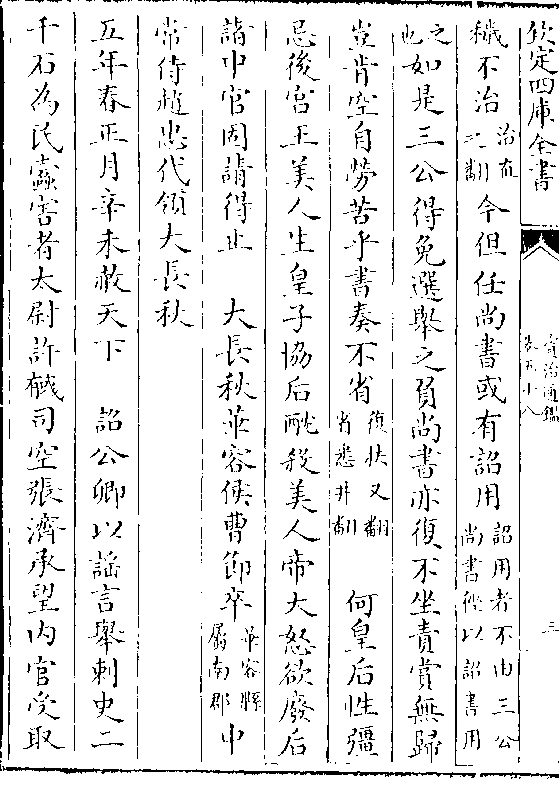 欽定四庫全書
資治通鑑
卷五十八
三
穢不治治直之翻今但任尚書或有詔用詔用者不由三公尚書徑以詔書用
之也如是三公得免選舉之負尚書亦復不坐責賞無歸
豈肯空自勞苦乎書奏不省復扶又翻省悉井翻 何皇后性彊
忌後宮王美人生皇子協后酖殺美人帝大怒欲廢后
諸中官固請得止 大長秋華容侯曹節卒華容縣屬南郡中
常侍趙忠代領大長秋
五年春正月辛未赦天下 詔公卿以謡言舉刺史二
千石為民蠧害者太尉許戫司空張濟承望內官受取